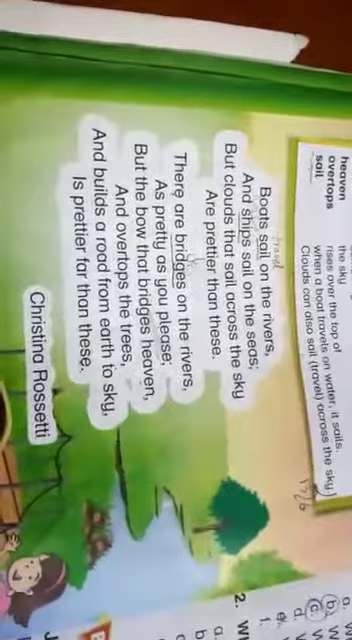 heaven the sky
overtops rises over the top of
sail when a boat travels on water, it sails.
Clouds can also sail (travel) across the sky.
17/6
travel
Boats sail on the rivers,
And ships sail on the seas;
But clouds that sail across the sky
Are prettier than these.
There are bridges on the rivers,
As pretty as you please;
But the bow that bridges heaven,
And overtops the trees,
And builds a road from earth to sky,
Is prettier far than these.
Christina Rossetti
a.
b.
c.
d.
2. W
a.
b